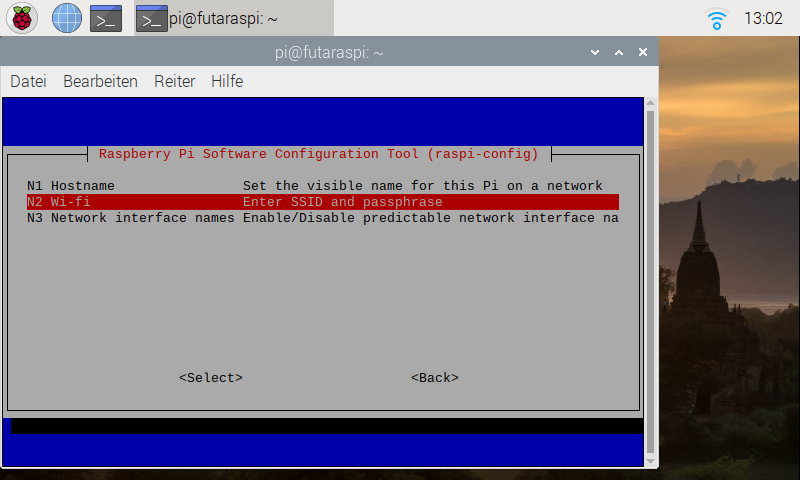 pi@futaraspi: ~
13:02
pi@futaraspi: ~
Datei Bearbeiten Reiter Hilfe
Raspberry Pi Software Configuration Tool (raspi-config)
N1 Hostname Set the visible name for this Pi on a network
N2 Wi-fi Enter SSID and passphrase
N3 Network interface names Enable/Disable predictable network interface na
<Select> <Back>